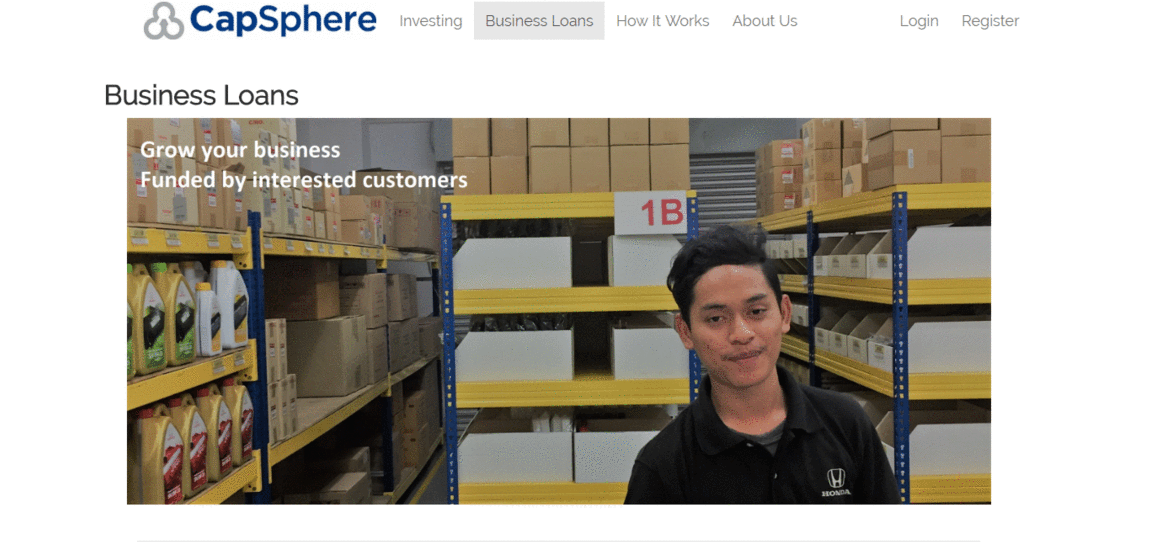 CapSphere
Investing
Business Loans
How It Works
About Us
Login
Register
Business Loans
Grow your business
Funded by interested customers
1B
HONDA